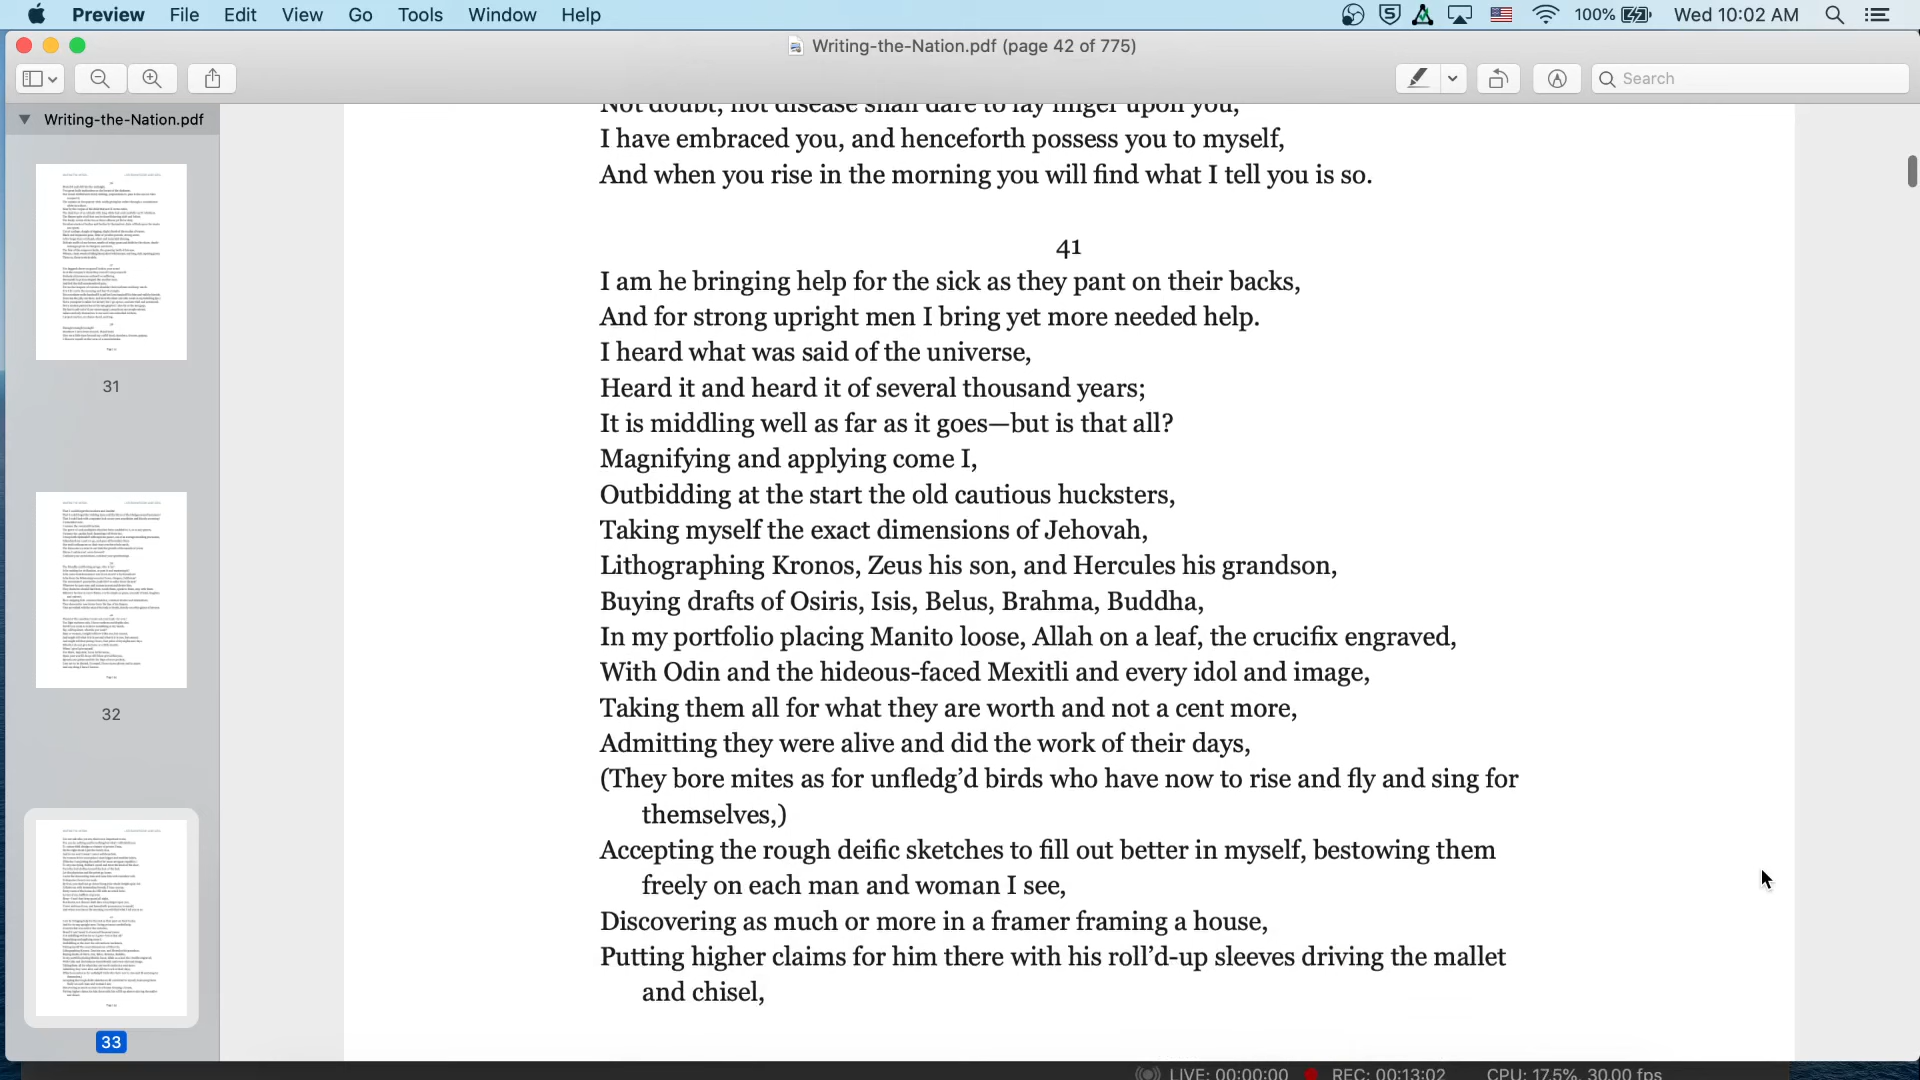 Preview File Edit View Go Tools Window Help 100% Wed 10:02 AM
Writing-the-Nation.pdf (page 42 of 775)
Search
Writing-the-Nation.pdf
31
32
33
Not doubt, not disease shall dare to lay finger upon you,
I have embraced you, and henceforth possess you to myself,
And when you rise in the morning you will find what I tell you is so.
41
I am he bringing help for the sick as they pant on their backs,
And for strong upright men I bring yet more needed help.
I heard what was said of the universe,
Heard it and heard it of several thousand years;
It is middling well as far as it goes—but is that all?
Magnifying and applying come I,
Outbidding at the start the old cautious hucksters,
Taking myself the exact dimensions of Jehovah,
Lithographing Kronos, Zeus his son, and Hercules his grandson,
Buying drafts of Osiris, Isis, Belus, Brahma, Buddha,
In my portfolio placing Manito loose, Allah on a leaf, the crucifix engraved,
With Odin and the hideous-faced Mexitli and every idol and image,
Taking them all for what they are worth and not a cent more,
Admitting they were alive and did the work of their days,
(They bore mites as for unfledg’d birds who have now to rise and fly and sing for
themselves,)
Accepting the rough deific sketches to fill out better in myself, bestowing them
freely on each man and woman I see,
Discovering as much or more in a framer framing a house,
Putting higher claims for him there with his roll’d-up sleeves driving the mallet
and chisel,
LIVE: 00:00:00 REC: 00:13:02 CPU: 17.5%, 30.00 fps